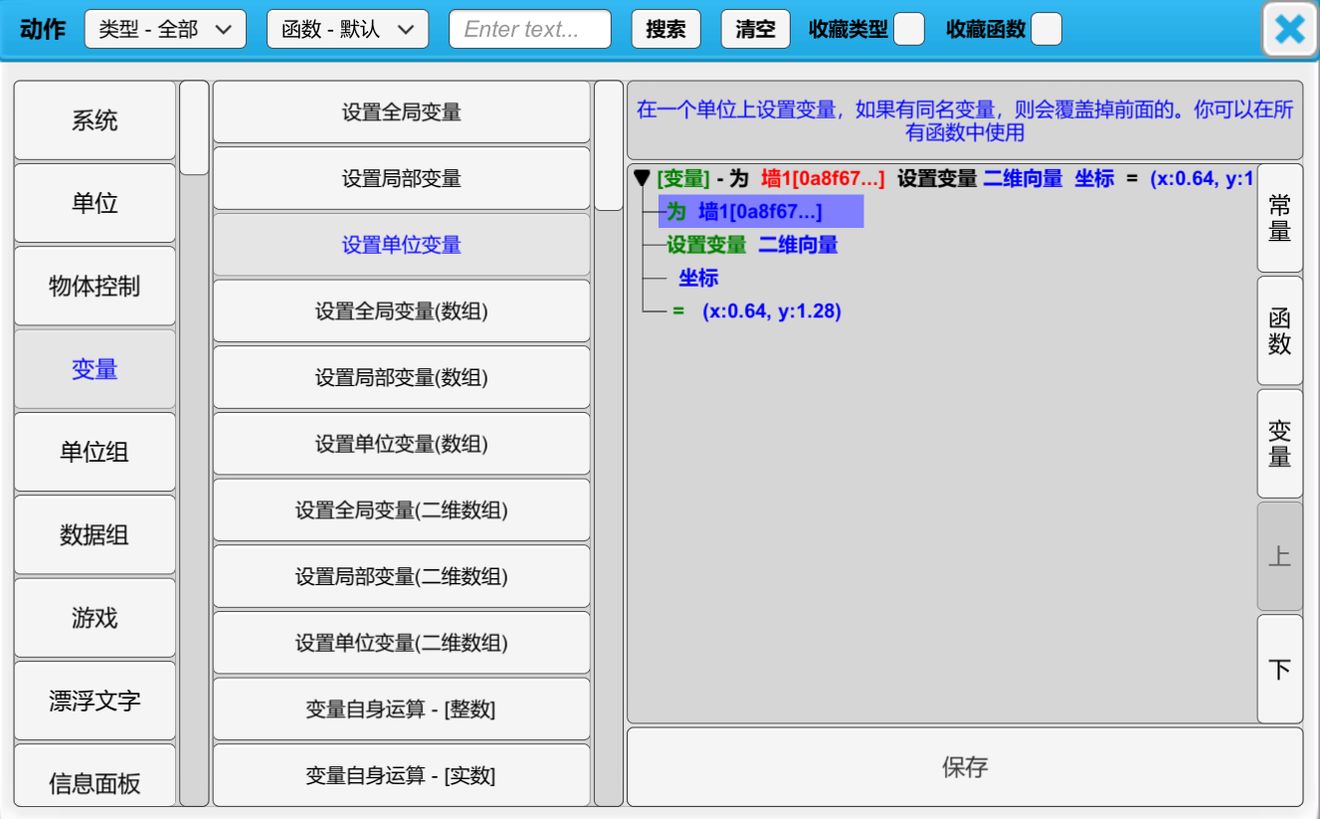 动作
类型 - 全部
函数 - 默认
Enter text...
搜索
清空
收藏类型
收藏函数
系统
单位
物体控制
变量
单位组
数据组
游戏
漂浮文字
信息面板
设置全局变量
设置局部变量
设置单位变量
设置全局变量(数组)
设置局部变量(数组)
设置单位变量(数组)
设置全局变量(二维数组)
设置局部变量(二维数组)
设置单位变量(二维数组)
变量自身运算 - [整数]
变量自身运算 - [实数]
在一个单位上设置变量，如果有同名变量，则会覆盖掉前面的。你可以在所
有函数中使用
[变量] - 为 墙1[0a8f67...] 设置变量 二维向量 坐标 = (x:0.64, y:1
为 墙1[0a8f67...]
设置变量 二维向量
坐标
= (x:0.64, y:1.28)
常量
函数
变量
上
下
保存